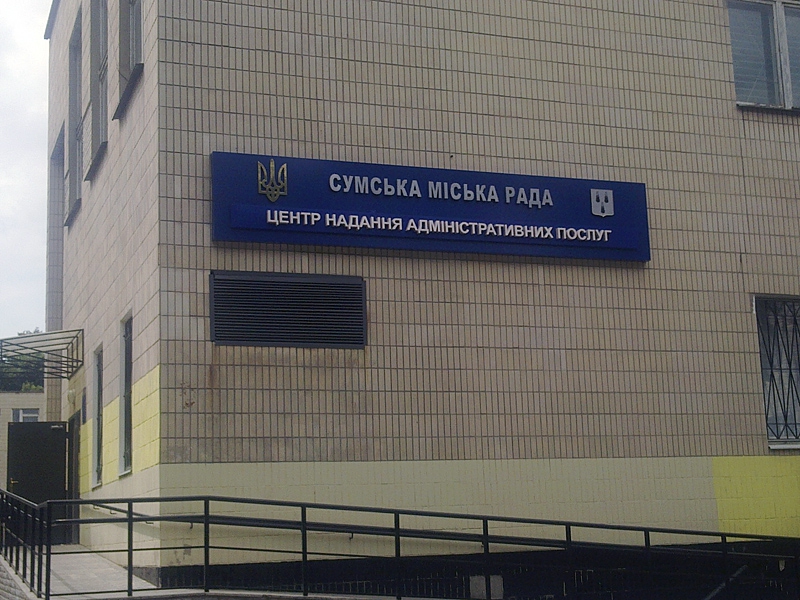 СУМСЬКА МІСЬКА РАДА
ЦЕНТР НАДАННЯ АДМІНІСТРАТИВНИХ ПОСЛУГ